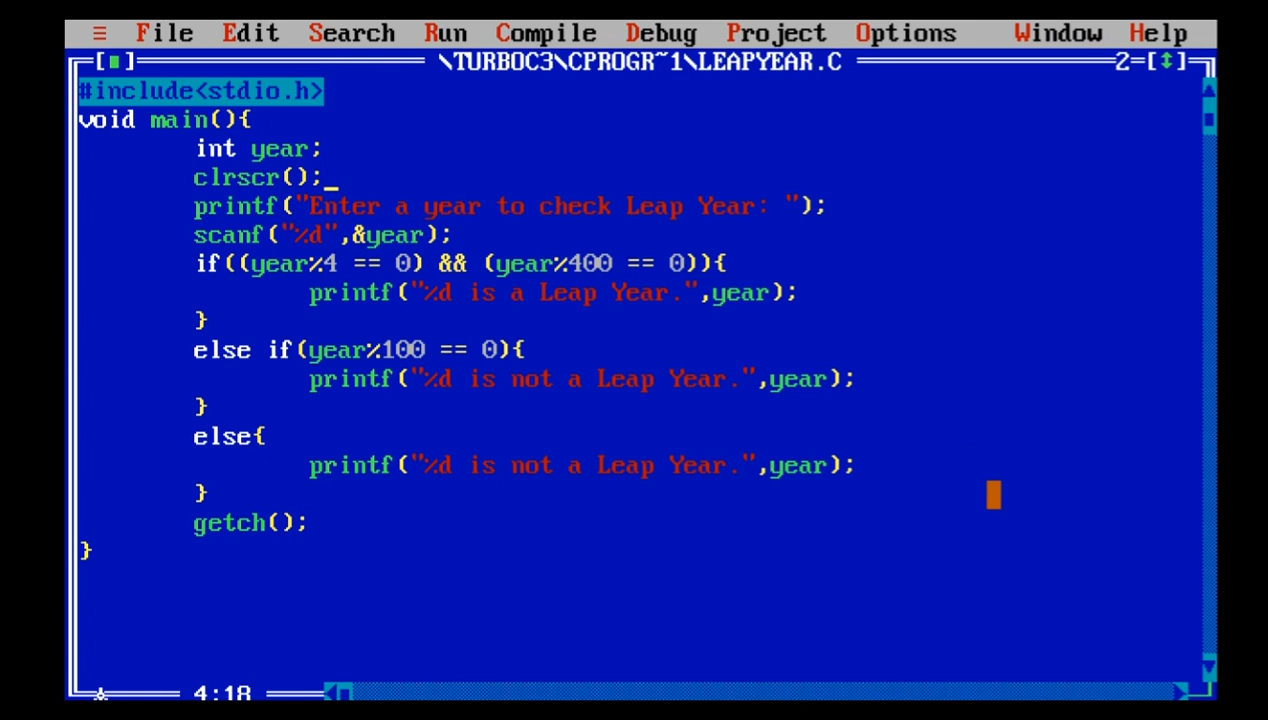 ≡ File Edit Search Run Compile Debug Project Options Window Help
[■] \TURBOC3\CPROGR~1\LEAPYEAR.C 2=[↕]
#include<stdio.h>
void main(){
        int year;
        clrscr();_
        printf("Enter a year to check Leap Year: ");
        scanf("%d",&year);
        if((year%4 == 0) && (year%400 == 0)){
                printf("%d is a Leap Year.",year);
        }
        else if(year%100 == 0){
                printf("%d is not a Leap Year.",year);
        }
        else{
                printf("%d is not a Leap Year.",year);
        }
        getch();
}
4:18